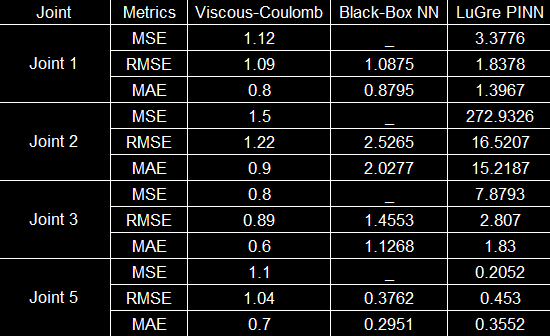 Joint Metrics Viscous-Coulomb Black-Box NN LuGre PINN
Joint 1 MSE 1.12 _ 3.3776
RMSE 1.09 1.0875 1.8378
MAE 0.8 0.8795 1.3967
Joint 2 MSE 1.5 _ 272.9326
RMSE 1.22 2.5265 16.5207
MAE 0.9 2.0277 15.2187
Joint 3 MSE 0.8 _ 7.8793
RMSE 0.89 1.4553 2.807
MAE 0.6 1.1268 1.83
Joint 5 MSE 1.1 _ 0.2052
RMSE 1.04 0.3762 0.453
MAE 0.7 0.2951 0.3552